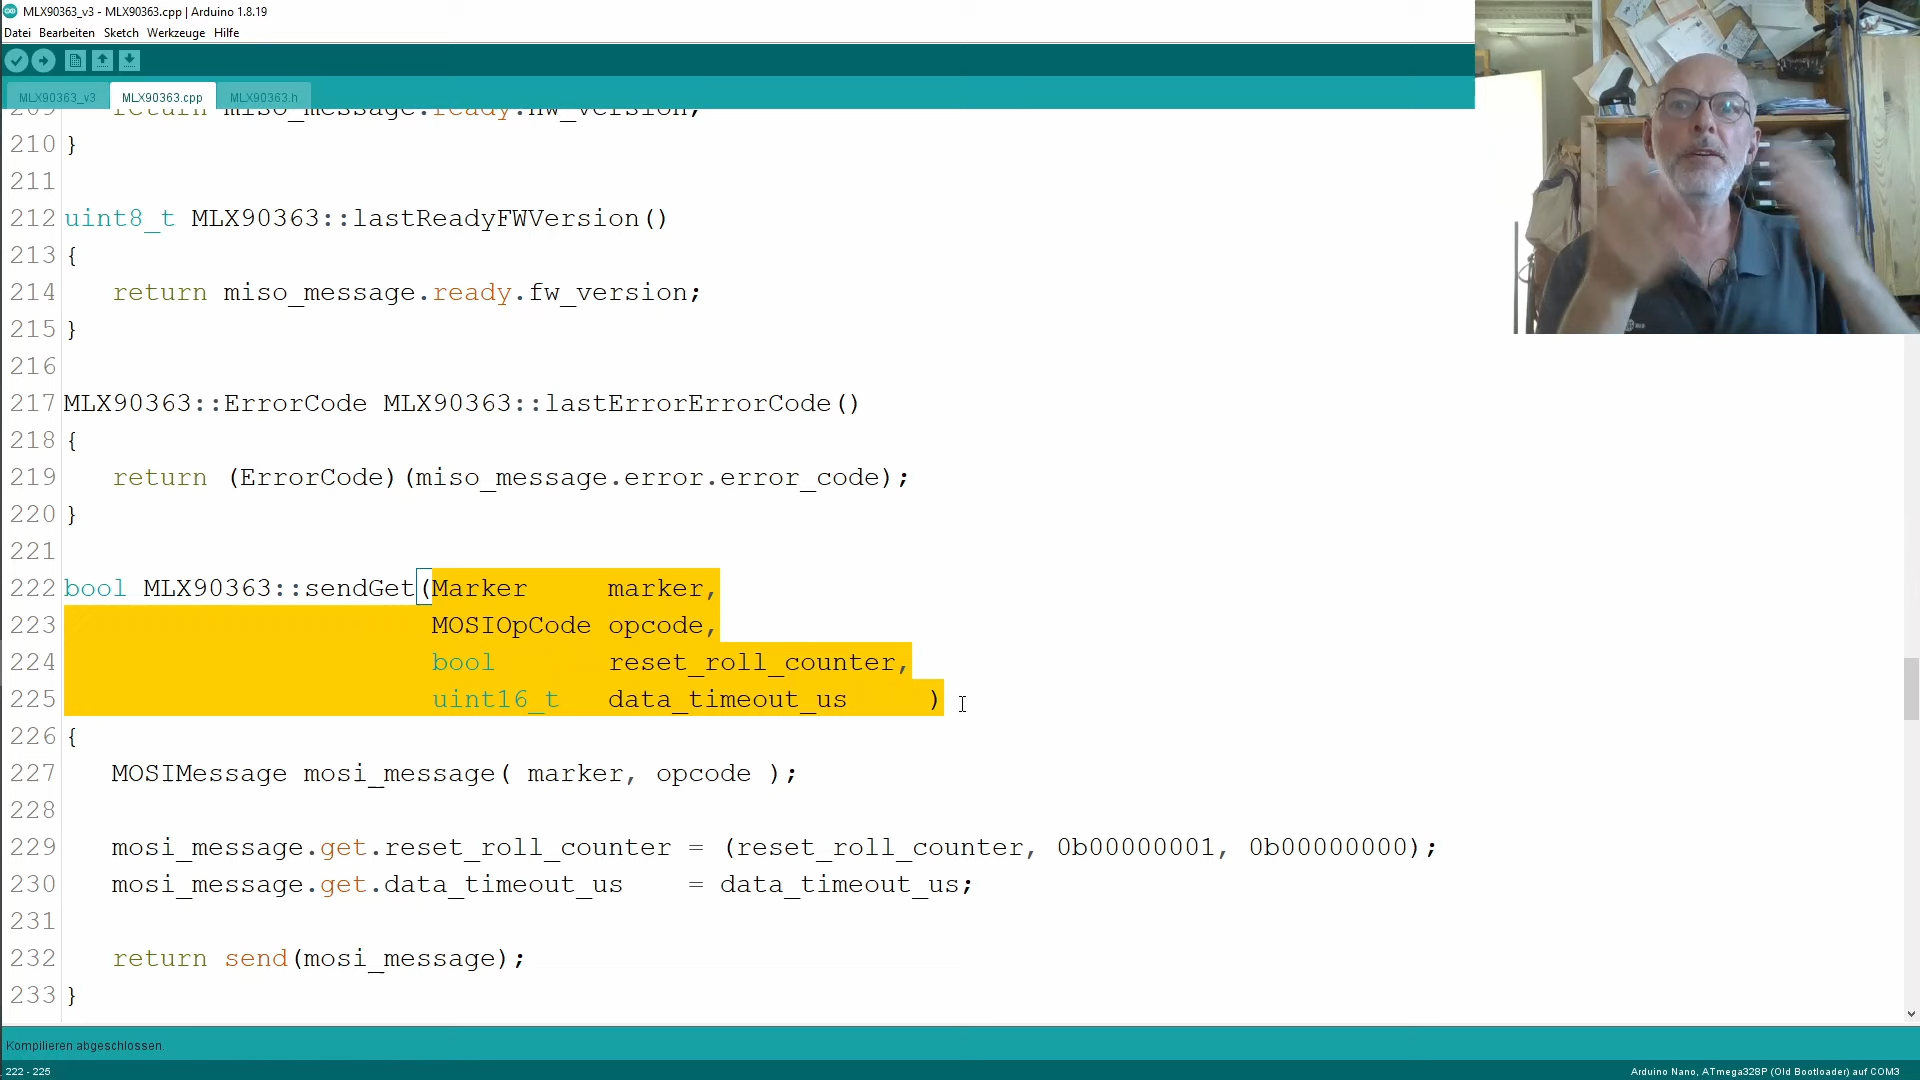 MLX90363_v3 - MLX90363.cpp | Arduino 1.8.19
Datei Bearbeiten Sketch Werkzeuge Hilfe
MLX90363_v3 MLX90363.cpp MLX90363.h
209 return miso_message.ready.hw_version;
210 }
211
212 uint8_t MLX90363::lastReadyFWVersion()
213 {
214 return miso_message.ready.fw_version;
215 }
216
217 MLX90363::ErrorCode MLX90363::lastErrorErrorCode()
218 {
219 return (ErrorCode)(miso_message.error.error_code);
220 }
221
222 bool MLX90363::sendGet(Marker marker,
223 MOSIOpCode opcode,
224 bool reset_roll_counter,
225 uint16_t data_timeout_us )
226 {
227 MOSIMessage mosi_message( marker, opcode );
228
229 mosi_message.get.reset_roll_counter = (reset_roll_counter, 0b00000001, 0b00000000);
230 mosi_message.get.data_timeout_us = data_timeout_us;
231
232 return send(mosi_message);
233 }
Kompilieren abgeschlossen.
222 - 225 Arduino Nano, ATmega328P (Old Bootloader) auf COM3